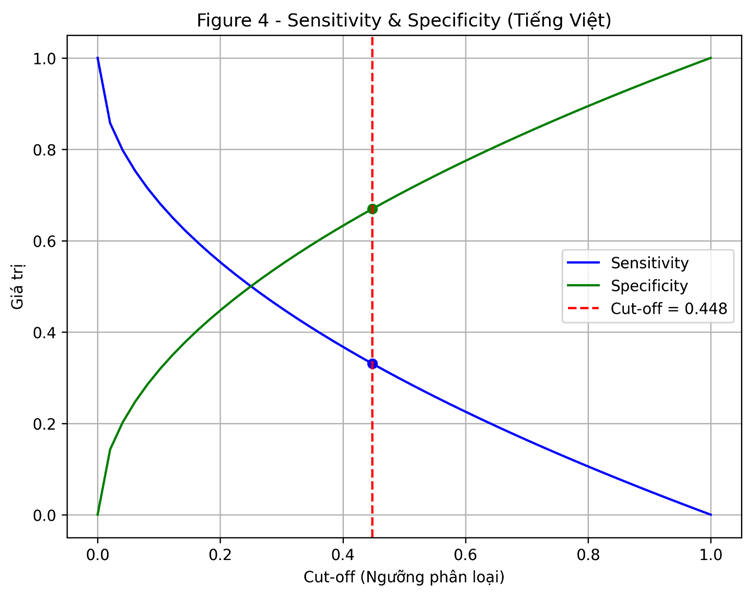 Figure 4 - Sensitivity & Specificity (Tiếng Việt)
Giá trị
1.0
0.8
0.6
0.4
0.2
0.0
Sensitivity
Specificity
Cut-off = 0.448
0.0 0.2 0.4 0.6 0.8 1.0
Cut-off (Ngưỡng phân loại)